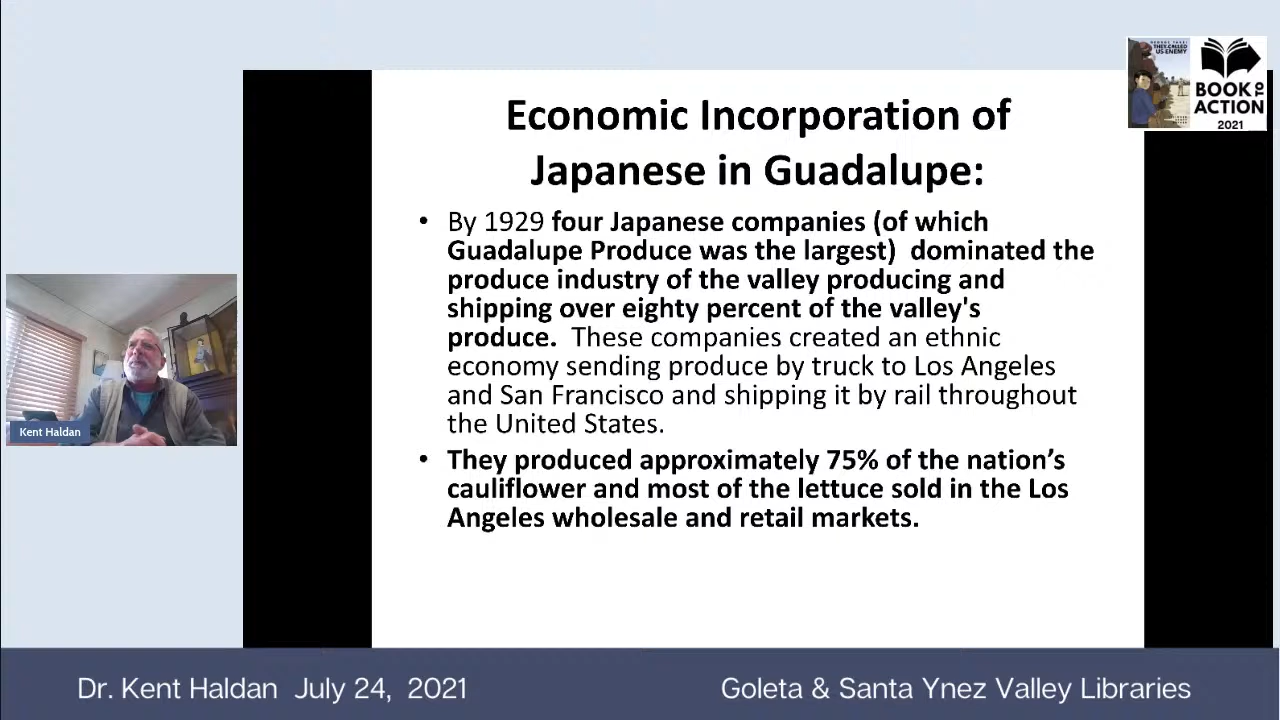 THEY CALLED
US ENEMY
BOOK TO
ACTION
2021
Economic Incorporation of
Japanese in Guadalupe:
• By 1929 four Japanese companies (of which
Guadalupe Produce was the largest)  dominated the
produce industry of the valley producing and
shipping over eighty percent of the valley's
produce.  These companies created an ethnic
economy sending produce by truck to Los Angeles
and San Francisco and shipping it by rail throughout
the United States.
• They produced approximately 75% of the nation’s
cauliflower and most of the lettuce sold in the Los
Angeles wholesale and retail markets.
Kent Haldan
Dr. Kent Haldan  July 24,  2021
Goleta & Santa Ynez Valley Libraries